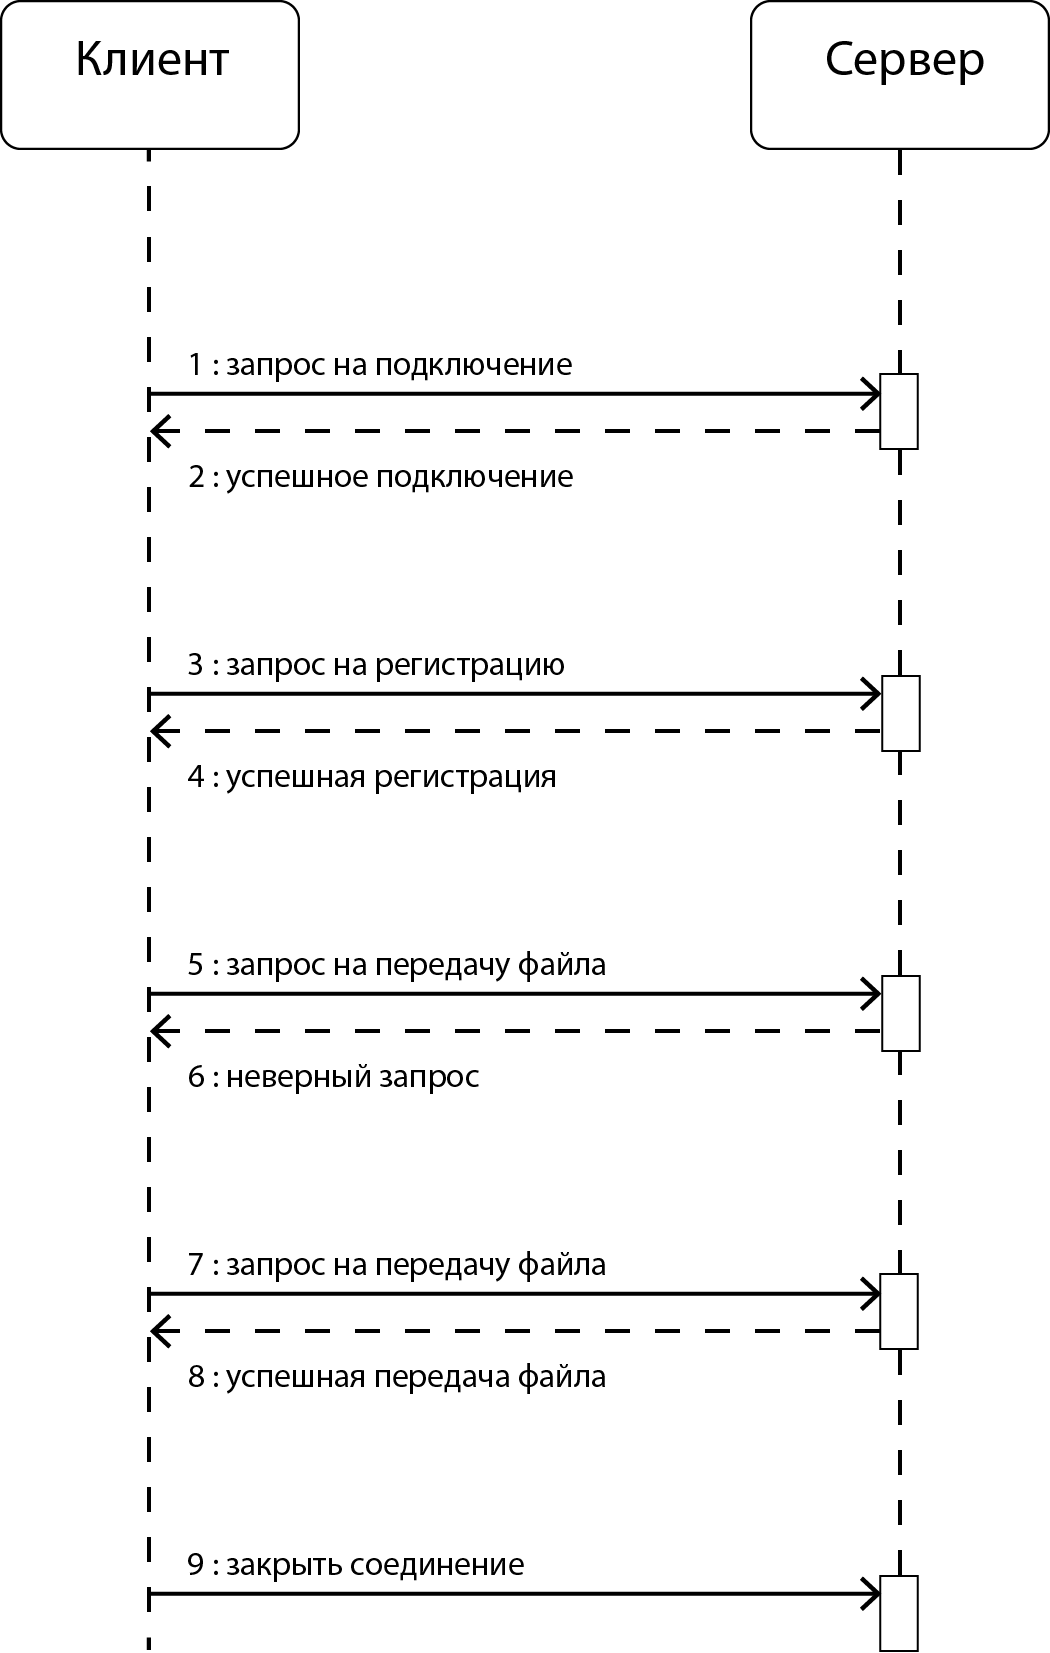 Клиент
Сервер
1 : запрос на подключение
2 : успешное подключение
3 : запрос на регистрацию
4 : успешная регистрация
5 : запрос на передачу файла
6 : неверный запрос
7 : запрос на передачу файла
8 : успешная передача файла
9 : закрыть соединение